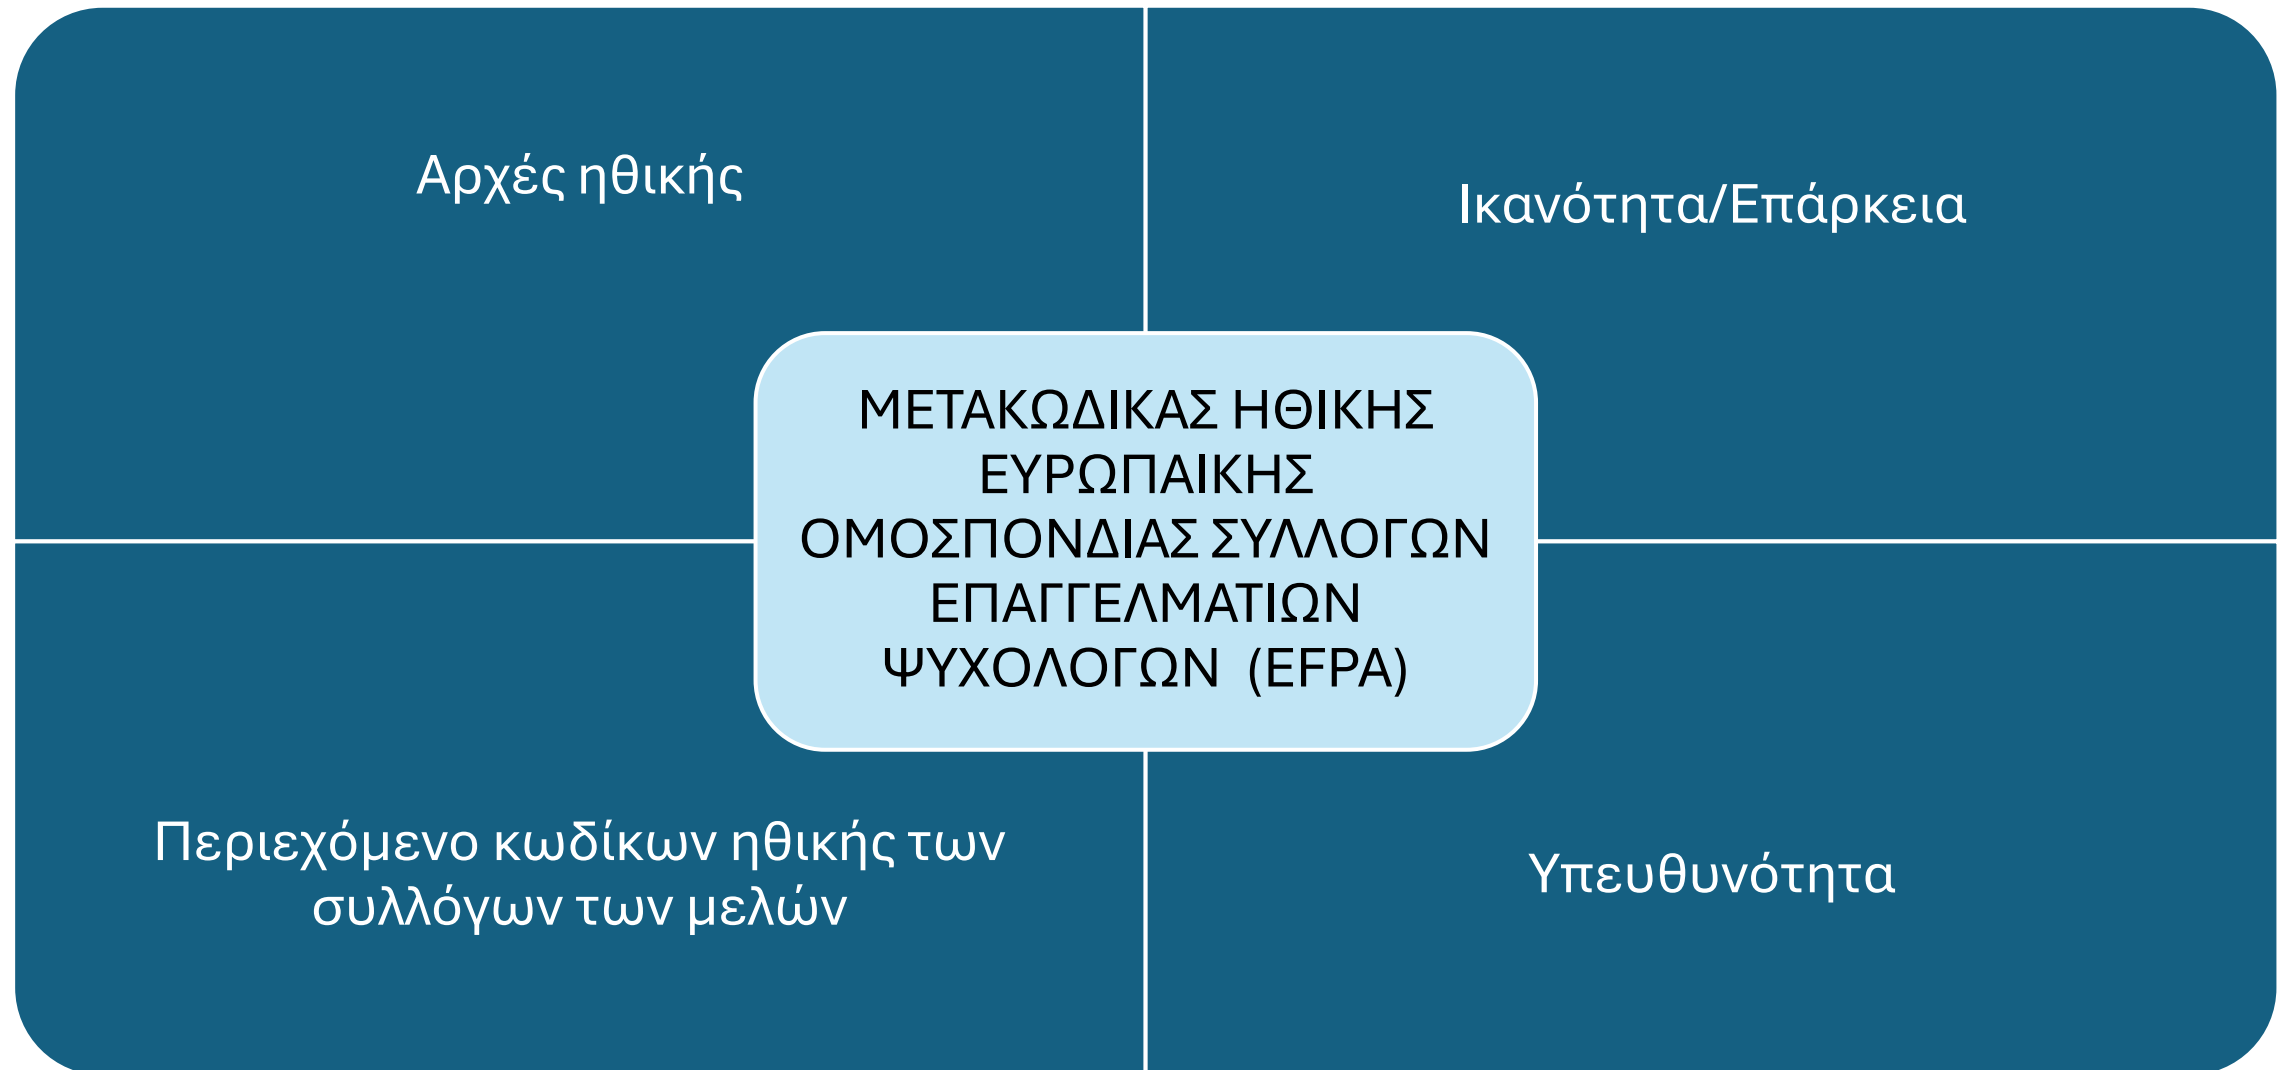 Αρχές ηθικής
Ικανότητα/Επάρκεια
ΜΕΤΑΚΩΔΙΚΑΣ ΗΘΙΚΗΣ
ΕΥΡΩΠΑΙΚΗΣ
ΟΜΟΣΠΟΝΔΙΑΣ ΣΥΛΛΟΓΩΝ
ΕΠΑΓΓΕΛΜΑΤΙΩΝ
ΨΥΧΟΛΟΓΩΝ  (EFPA)
Περιεχόμενο κωδίκων ηθικής των
συλλόγων των μελών
Υπευθυνότητα